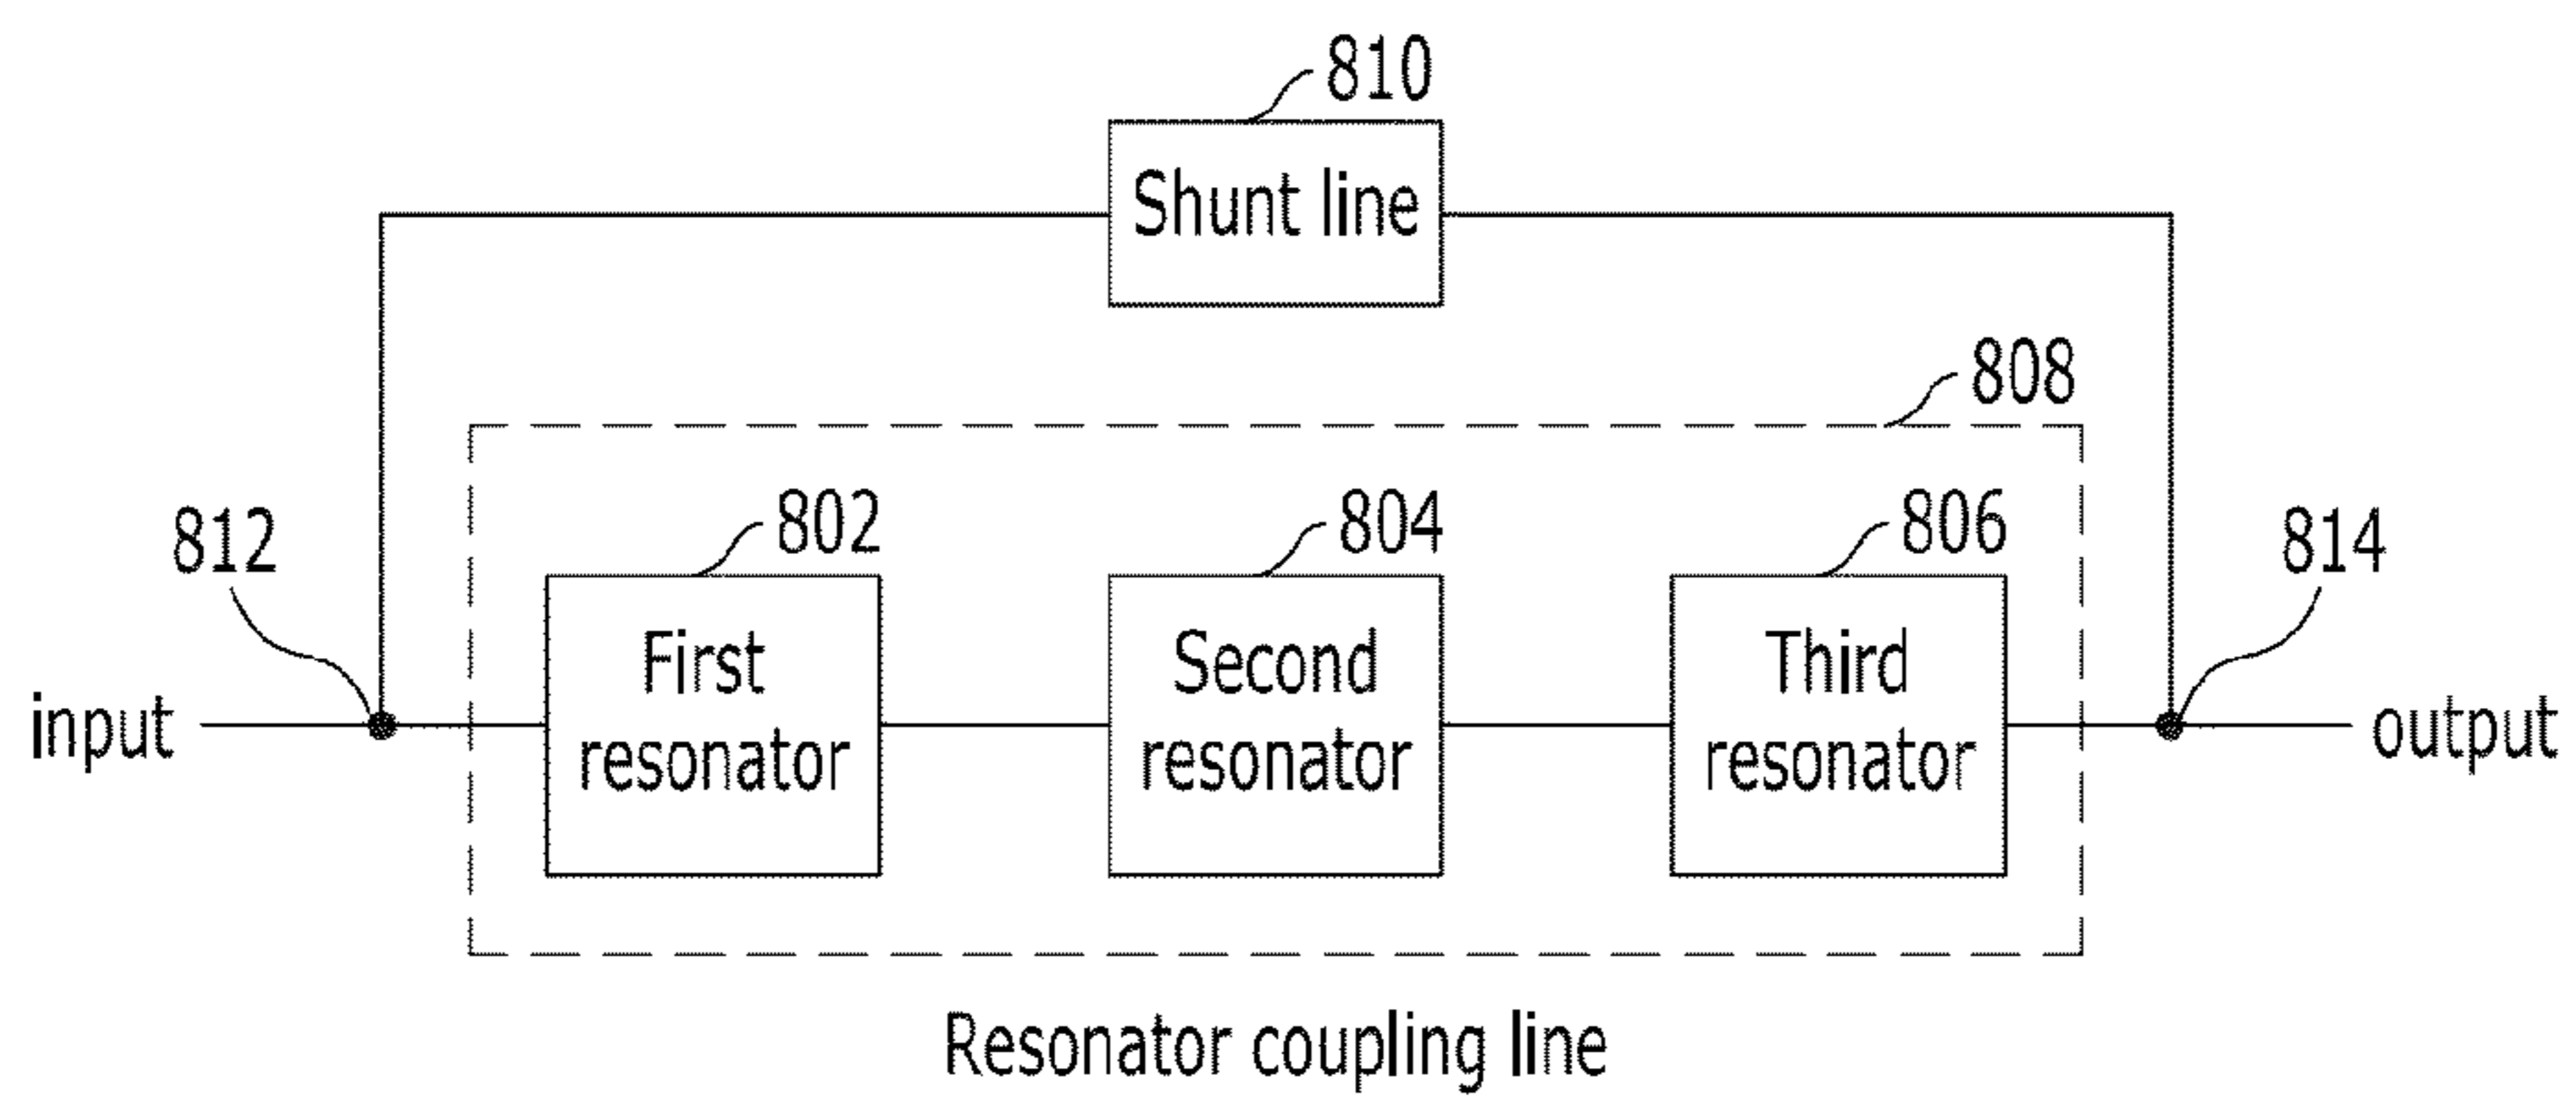 810
Shunt line
808
812
802
804
806
814
input
First
resonator
Second
resonator
Third
resonator
output
Resonator coupling line